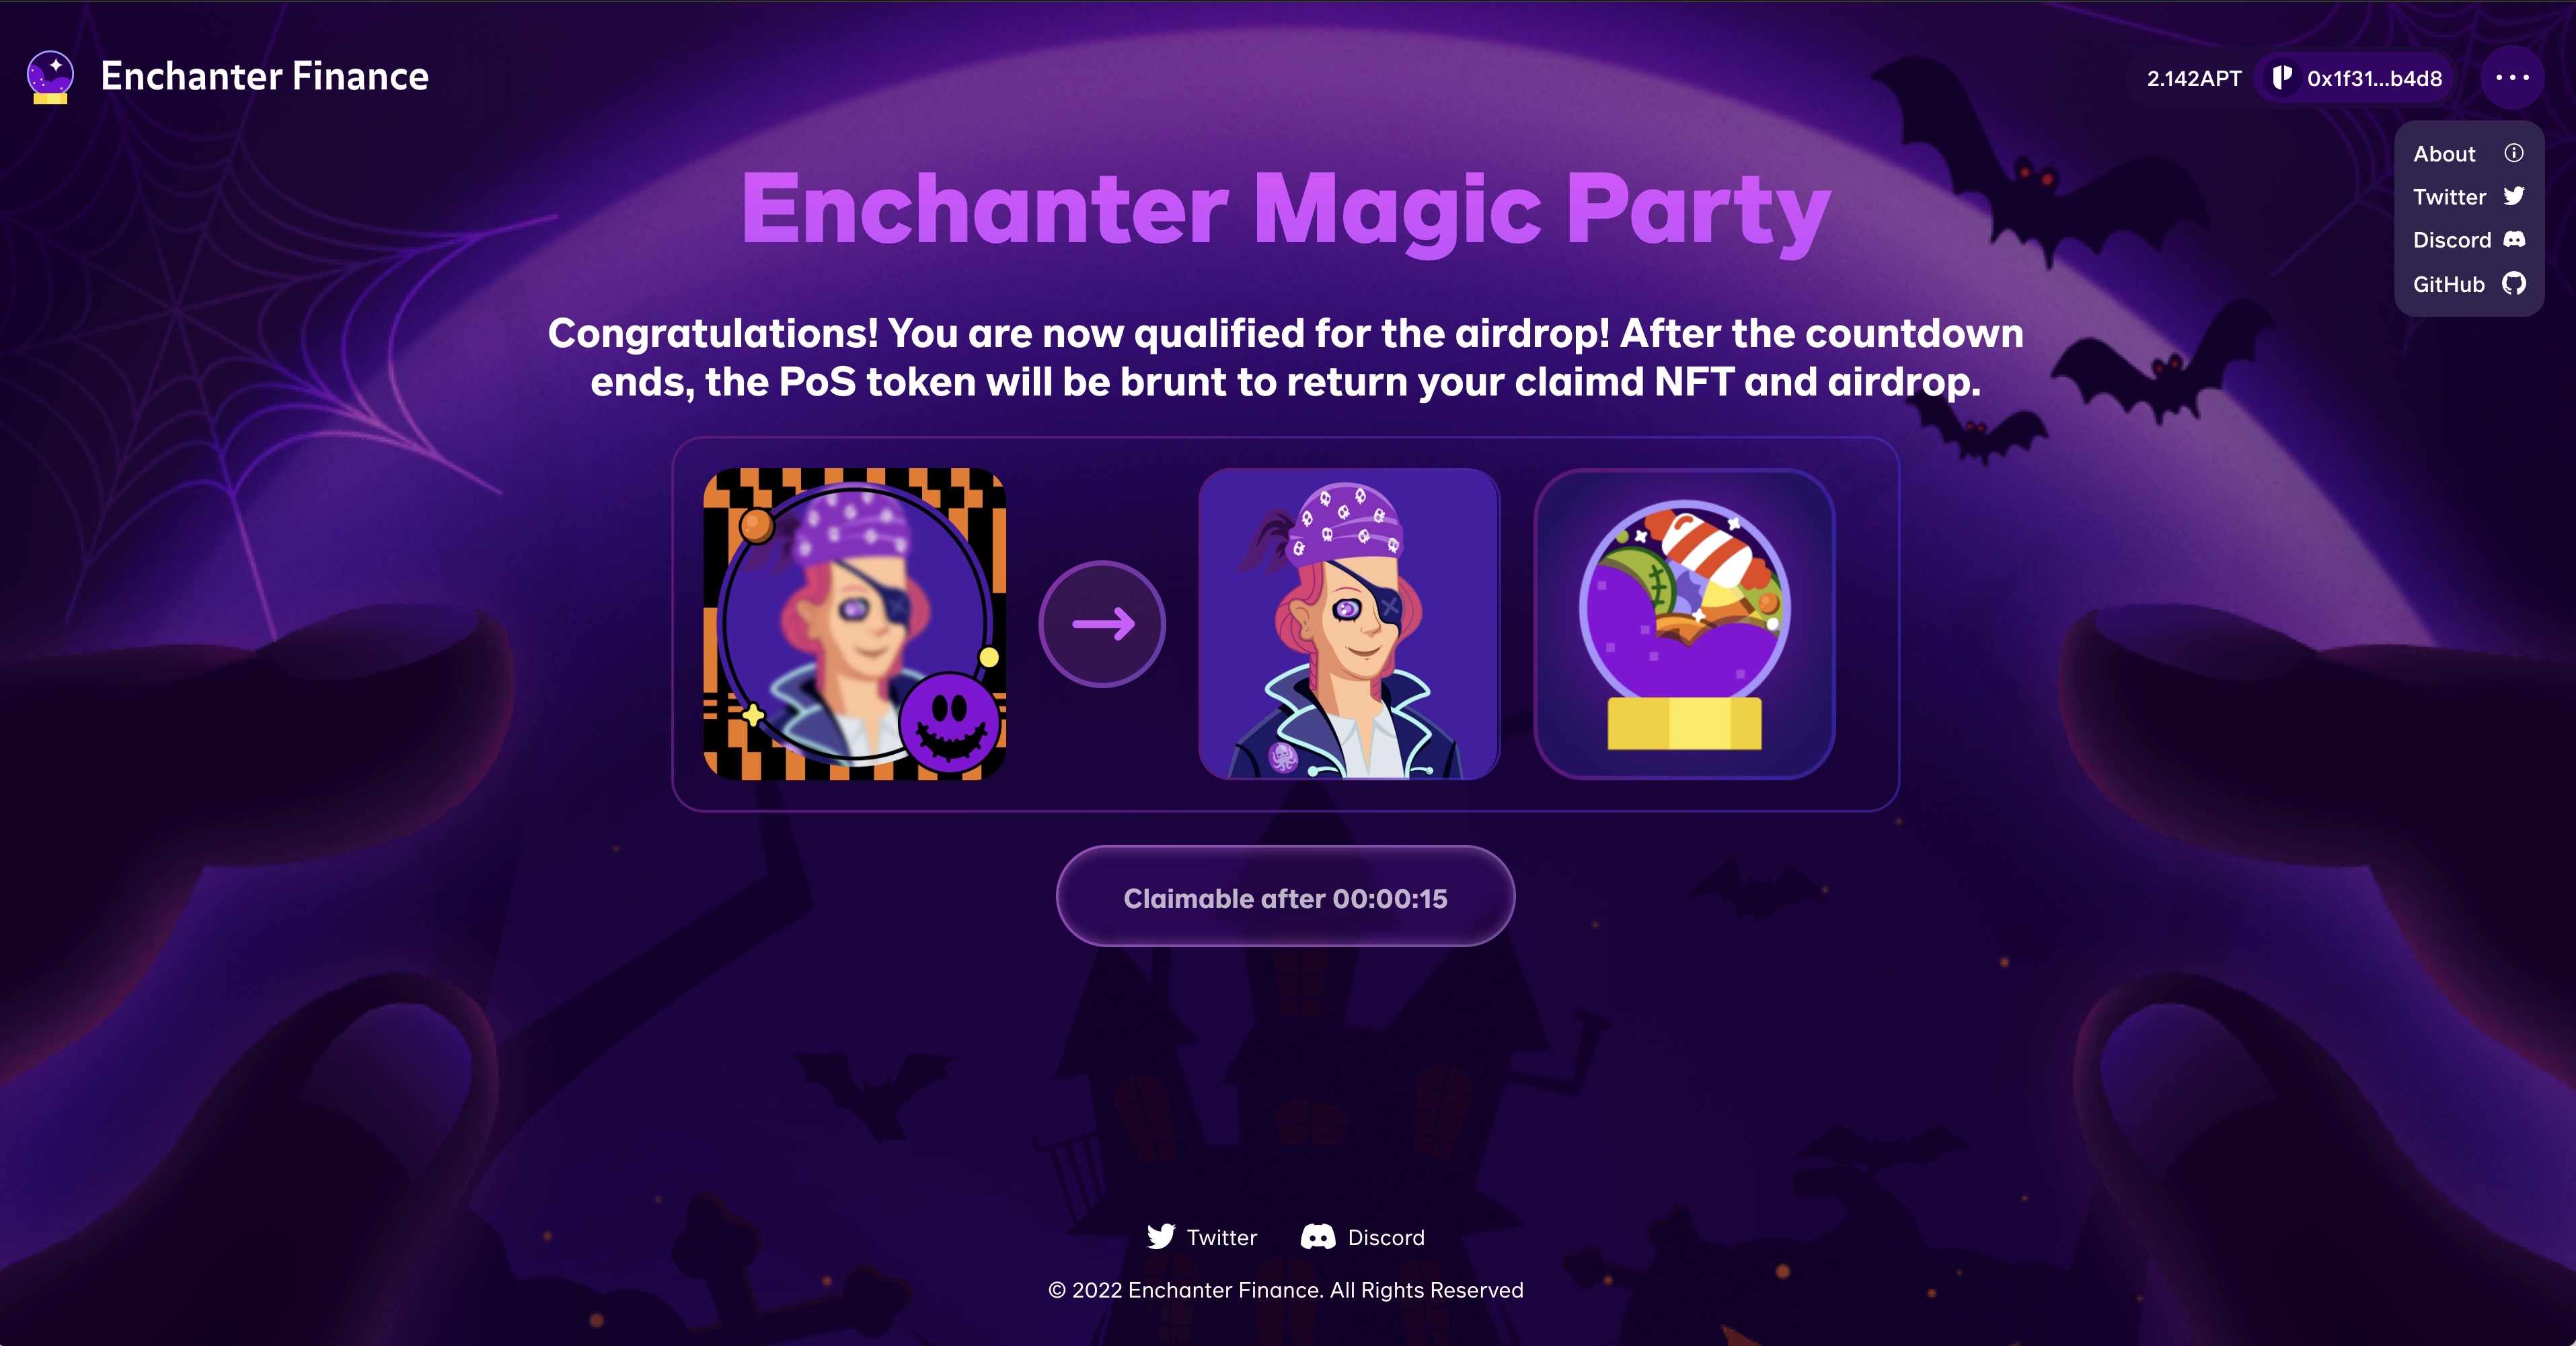 Enchanter Finance
2.142APT
0x1f31...b4d8
About
Twitter
Discord
GitHub
Enchanter Magic Party
Congratulations! You are now qualified for the airdrop! After the countdown
ends, the PoS token will be brunt to return your claimd NFT and airdrop.
Claimable after 00:00:15
Twitter
Discord
© 2022 Enchanter Finance. All Rights Reserved